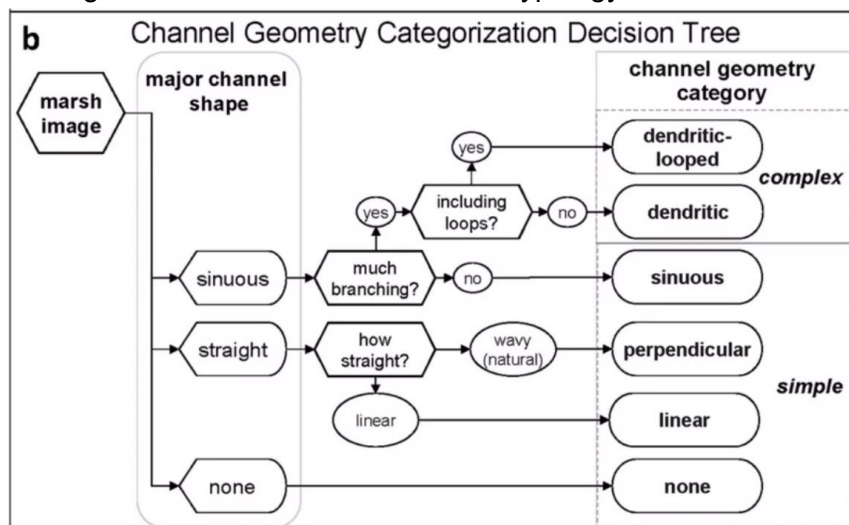 b Channel Geometry Categorization Decision Tree
marsh
image
major channel
shape
channel geometry
category
yes
dendritic-
looped
complex
yes
including
loops?
no
dendritic
sinuous
much
branching?
no
sinuous
straight
how
straight?
wavy
(natural)
perpendicular
simple
linear
linear
none
none